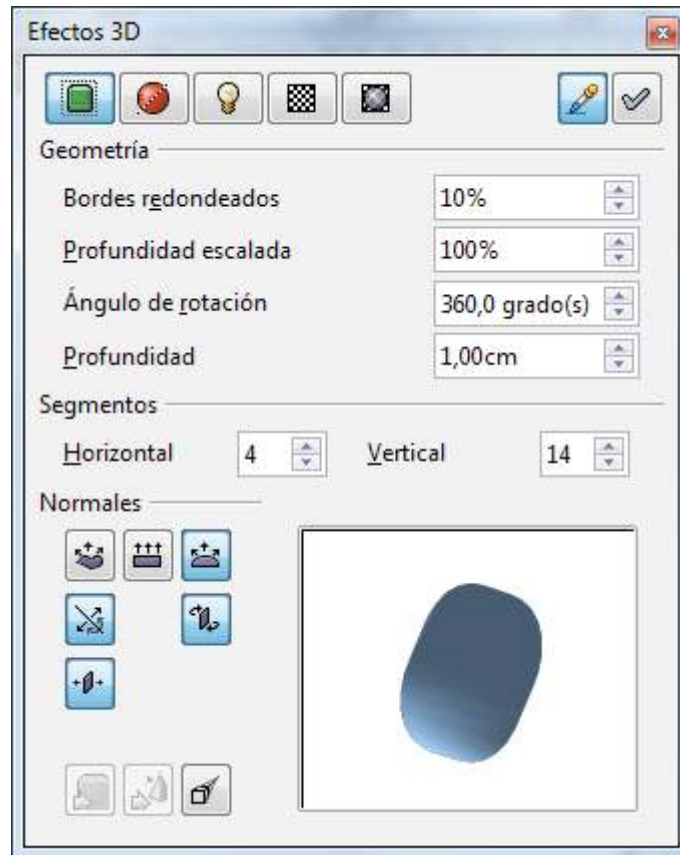 Efectos 3D
Geometría
Bordes redondeados 10%
Profundidad escalada 100%
Ángulo de rotación 360,0 grado(s)
Profundidad 1,00cm
Segmentos
Horizontal 4 Vertical 14
Normales